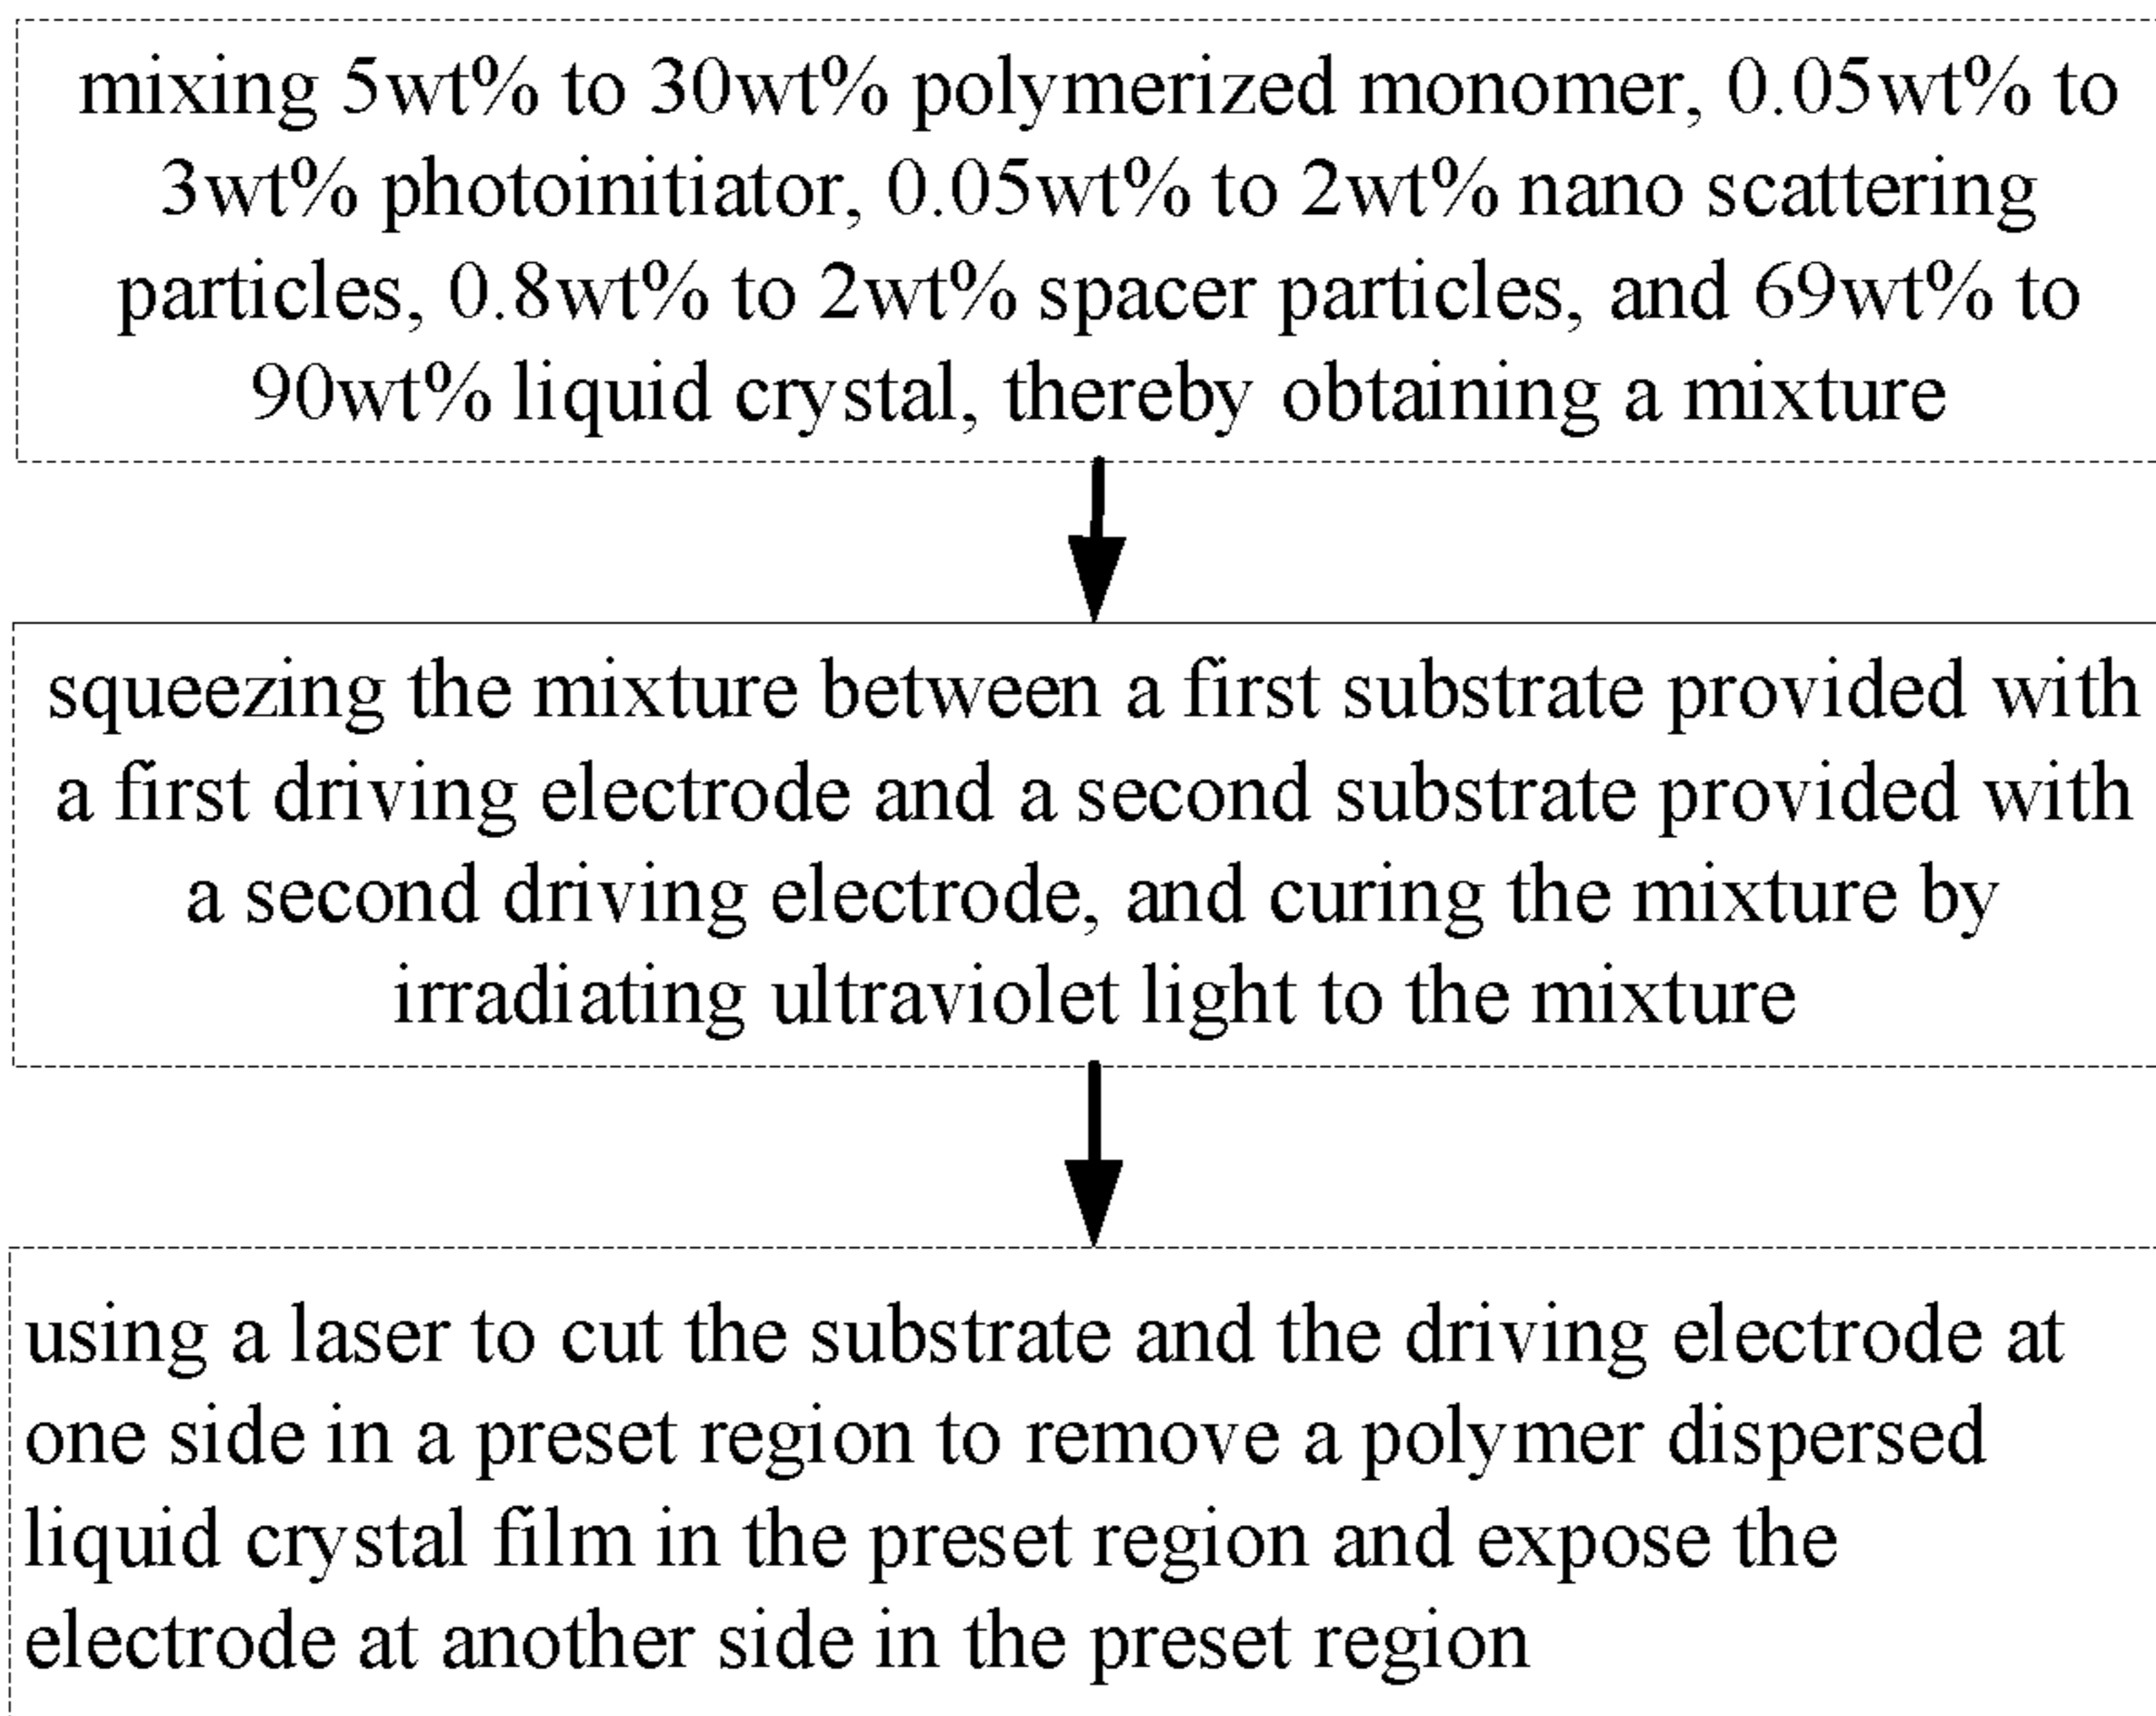 mixing 5wt% to 30wt% polymerized monomer, 0.05wt% to
3wt% photoinitiator, 0.05wt% to 2wt% nano scattering
particles, 0.8wt% to 2wt% spacer particles, and 69wt% to
90wt% liquid crystal, thereby obtaining a mixture
squeezing the mixture between a first substrate provided with
a first driving electrode and a second substrate provided with
a second driving electrode, and curing the mixture by
irradiating ultraviolet light to the mixture
using a laser to cut the substrate and the driving electrode at
one side in a preset region to remove a polymer dispersed
liquid crystal film in the preset region and expose the
electrode at another side in the preset region